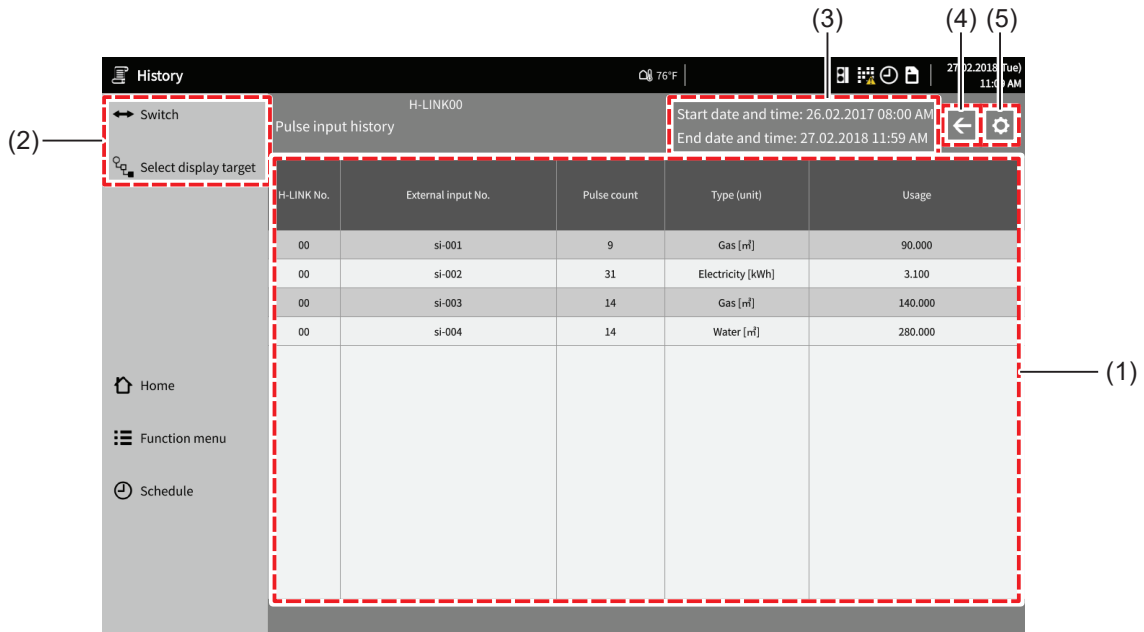 (3) (4) (5)
History
76°F
27.02.2018 (Tue)
11:59 AM
(2)
Switch
Select display target
H-LINK00
Pulse input history
Start date and time: 26.02.2017 08:00 AM
End date and time: 27.02.2018 11:59 AM
H-LINK No. External input No. Pulse count Type (unit) Usage
00 si-001 9 Gas [㎥] 90.000
00 si-002 31 Electricity [kWh] 3.100
00 si-003 14 Gas [㎥] 140.000
00 si-004 14 Water [㎥] 280.000
(1)
Home
Function menu
Schedule